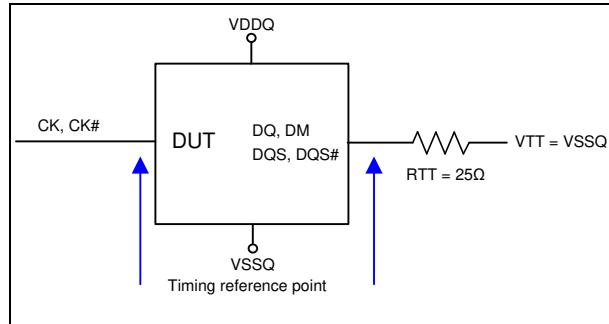 VDDQ
CK, CK#
DUT
DQ, DM
DQS, DQS#
VTT = VSSQ
RTT = 25Ω
VSSQ
Timing reference point